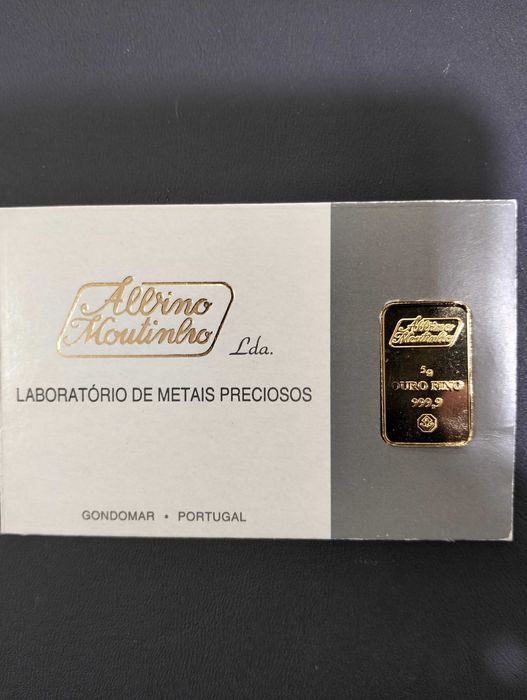 Albino
Moutinho
Lda.
LABORATÓRIO DE METAIS PRECIOSOS
GONDOMAR • PORTUGAL
Albino
Moutinho
5g
OURO FINO
999,9